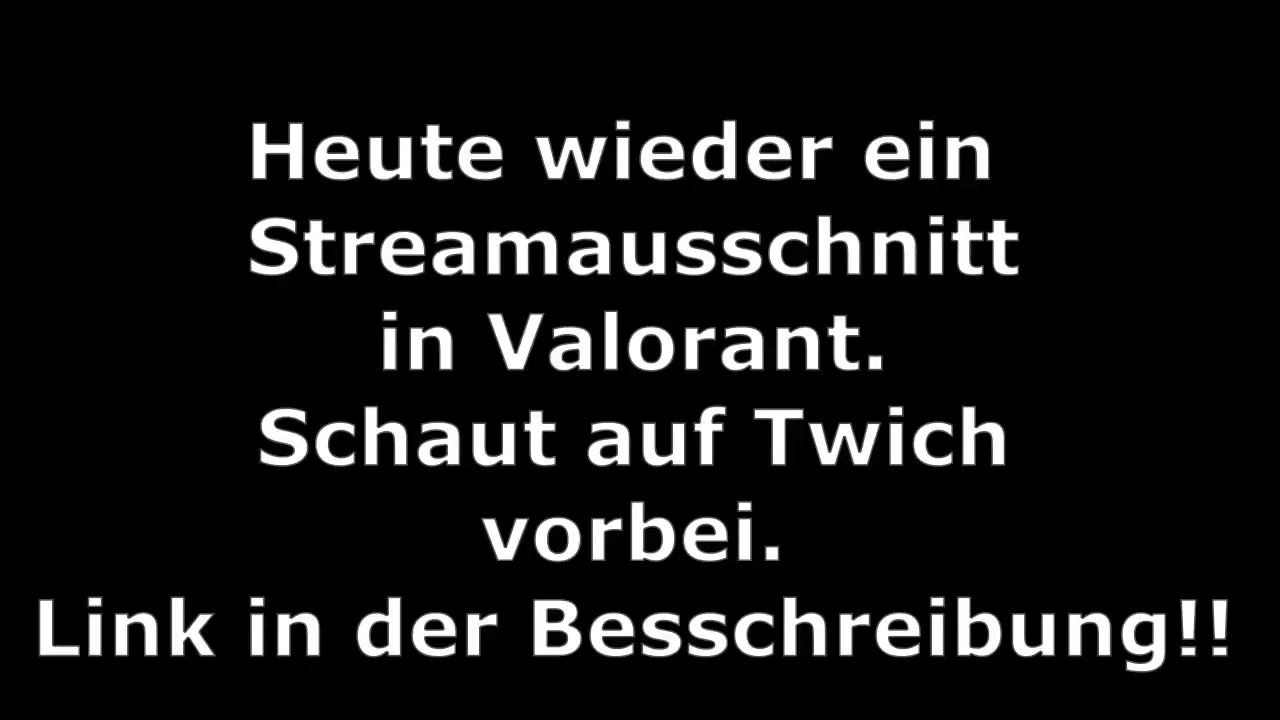 Heute wieder ein
Streamausschnitt
in Valorant.
Schaut auf Twich
vorbei.
Link in der Besschreibung!!